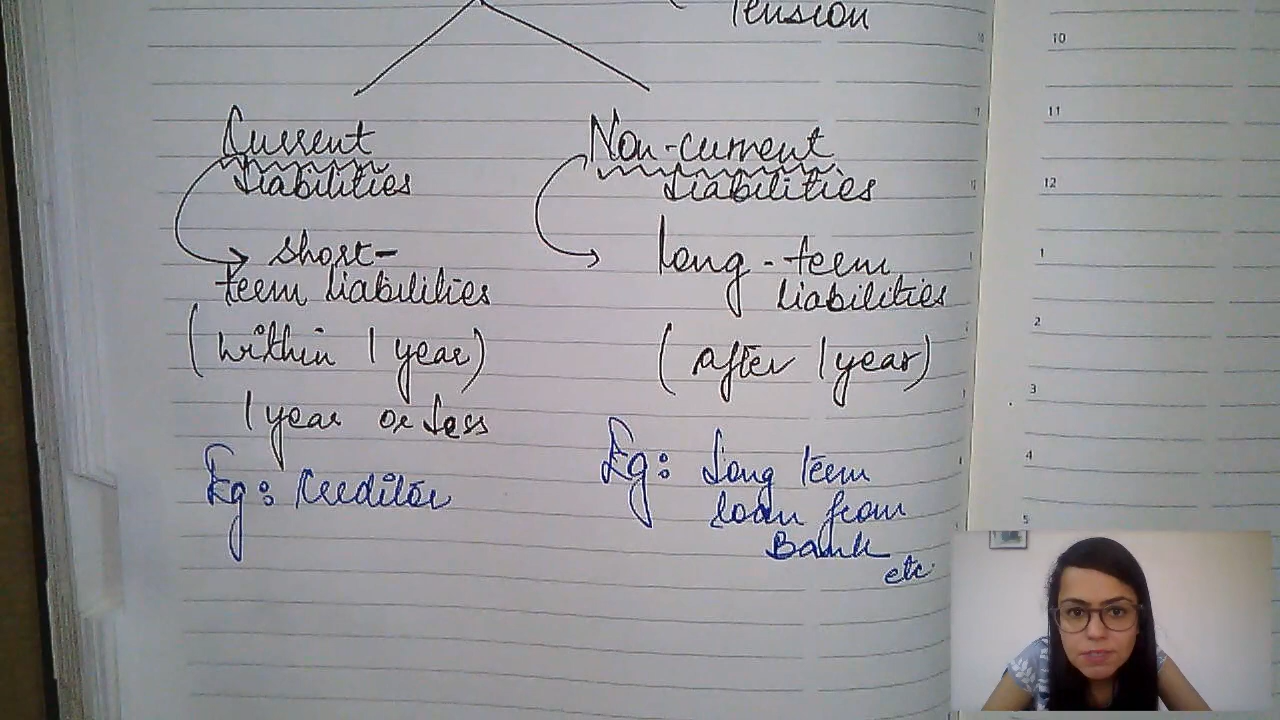 Tension
Current
Liabilities
short-
term liabilities
(within 1 year)
1 year or less
Eg: Creditor
Non-current
Liabilities
long-term
liabilities
(after 1 year)
Eg: Long term
loan from
Bank
etc.
10
11
12
1
2
3
4
5